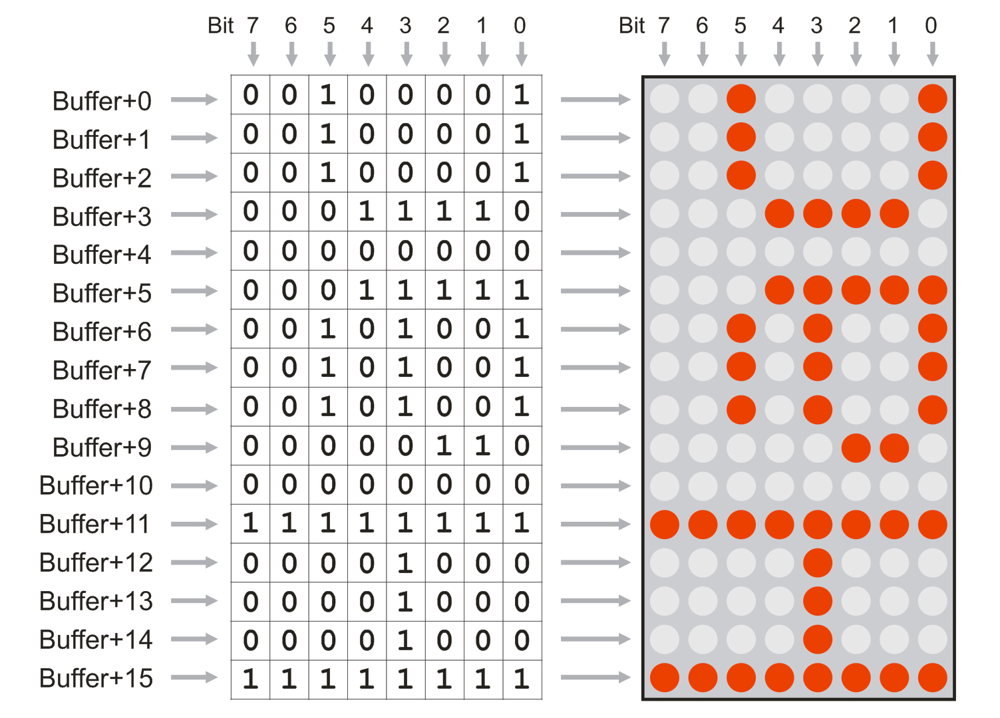 Bit 7 6 5 4 3 2 1 0 Bit 7 6 5 4 3 2 1 0
Buffer+0 0 0 1 0 0 0 0 1
Buffer+1 0 0 1 0 0 0 0 1
Buffer+2 0 0 1 0 0 0 0 1
Buffer+3 0 0 0 1 1 1 1 0
Buffer+4 0 0 0 0 0 0 0 0
Buffer+5 0 0 0 1 1 1 1 1
Buffer+6 0 0 1 0 1 0 0 1
Buffer+7 0 0 1 0 1 0 0 1
Buffer+8 0 0 1 0 1 0 0 1
Buffer+9 0 0 0 0 0 1 1 0
Buffer+10 0 0 0 0 0 0 0 0
Buffer+11 1 1 1 1 1 1 1 1
Buffer+12 0 0 0 0 1 0 0 0
Buffer+13 0 0 0 0 1 0 0 0
Buffer+14 0 0 0 0 1 0 0 0
Buffer+15 1 1 1 1 1 1 1 1